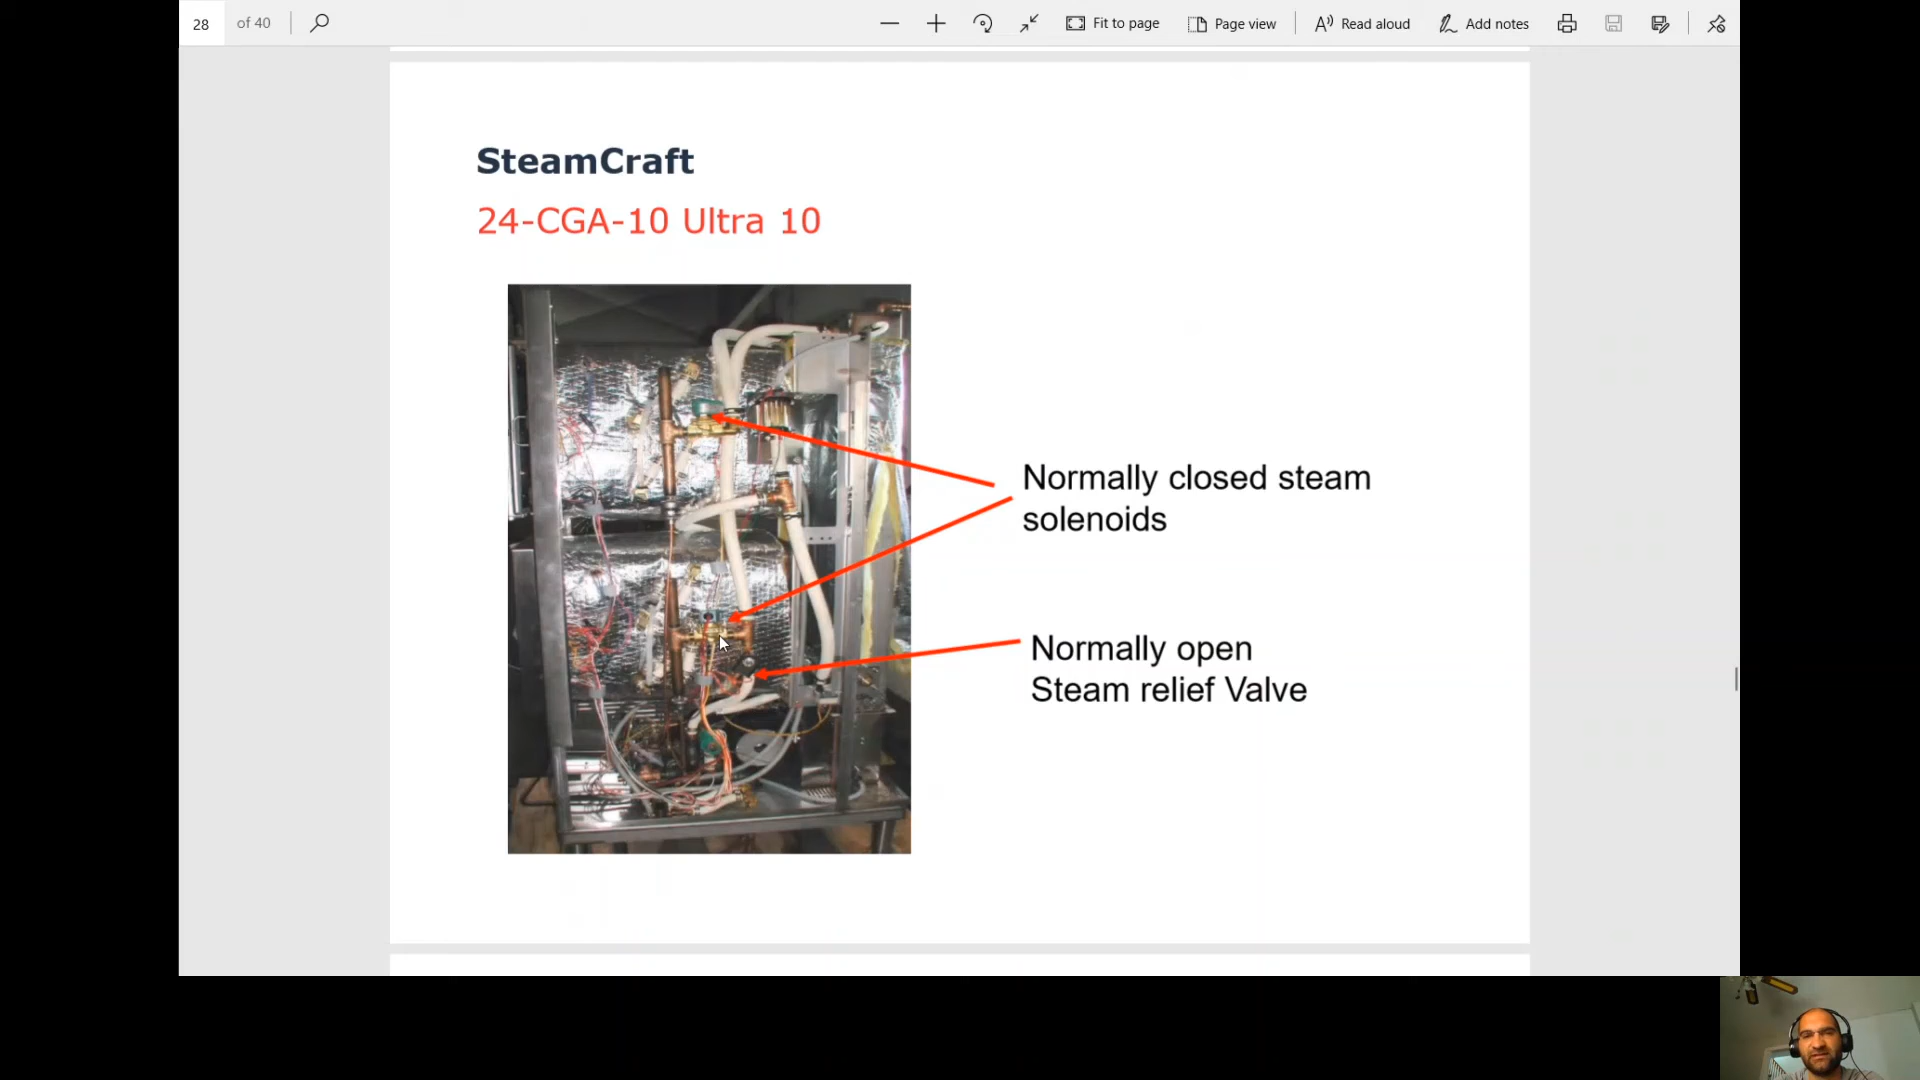 28 of 40 Fit to page Page view Read aloud Add notes
SteamCraft
24-CGA-10 Ultra 10
Normally closed steam
solenoids
Normally open
Steam relief Valve